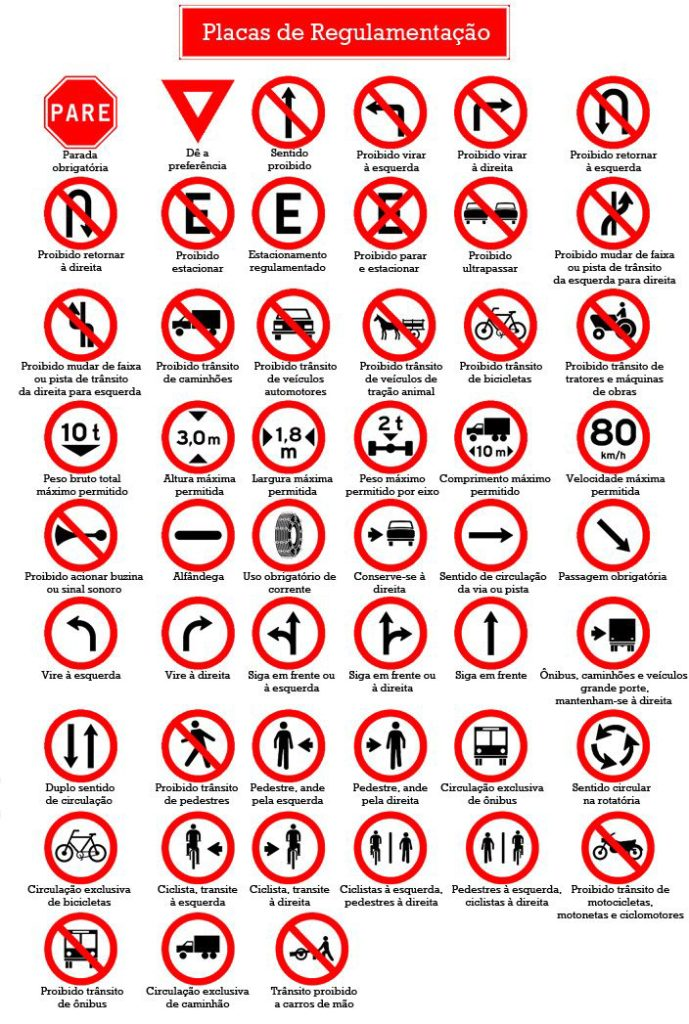 Placas de Regulamentação
PARE
Parada
obrigatória
Dê a
preferência
Sentido
proibido
Proibido virar
à esquerda
Proibido virar
à direita
Proibido retornar
à esquerda
Proibido retornar
à direita
E
Proibido
estacionar
E
Estacionamento
regulamentado
E
Proibido parar
e estacionar
Proibido
ultrapassar
Proibido mudar de faixa
ou pista de trânsito
da esquerda para direita
Proibido mudar de faixa
ou pista de trânsito
da direita para esquerda
Proibido trânsito
de caminhões
Proibido trânsito
de veículos
automotores
Proibido trânsito
de veículos de
tração animal
Proibido trânsito
de bicicletas
Proibido trânsito de
tratores e máquinas
de obras
10 t
Peso bruto total
máximo permitido
3,0 m
Altura máxima
permitida
1,8
m
Largura máxima
permitida
2 t
Peso máximo
permitido por eixo
10 m
Comprimento máximo
permitido
80
km/h
Velocidade máxima
permitida
Proibido acionar buzina
ou sinal sonoro
Alfândega
Uso obrigatório de
corrente
Conserve-se à
direita
Sentido de circulação
da via ou pista
Passagem obrigatória
Vire à esquerda
Vire à direita
Siga em frente ou
à esquerda
Siga em frente ou
à direita
Siga em frente
Ônibus, caminhões e veículos
grande porte,
mantenham-se à direita
Duplo sentido
de circulação
Proibido trânsito
de pedestres
Pedestre, ande
pela esquerda
Pedestre, ande
pela direita
Circulação exclusiva
de ônibus
Sentido circular
na rotatória
Circulação exclusiva
de bicicletas
Ciclista, transite
à esquerda
Ciclista, transite
à direita
Ciclistas à esquerda,
pedestres à direita
Pedestres à esquerda,
ciclistas à direita
Proibido trânsito de
motocicletas,
motonetas e ciclomotores
Proibido trânsito
de ônibus
Circulação exclusiva
de caminhão
Trânsito proibido
a carros de mão